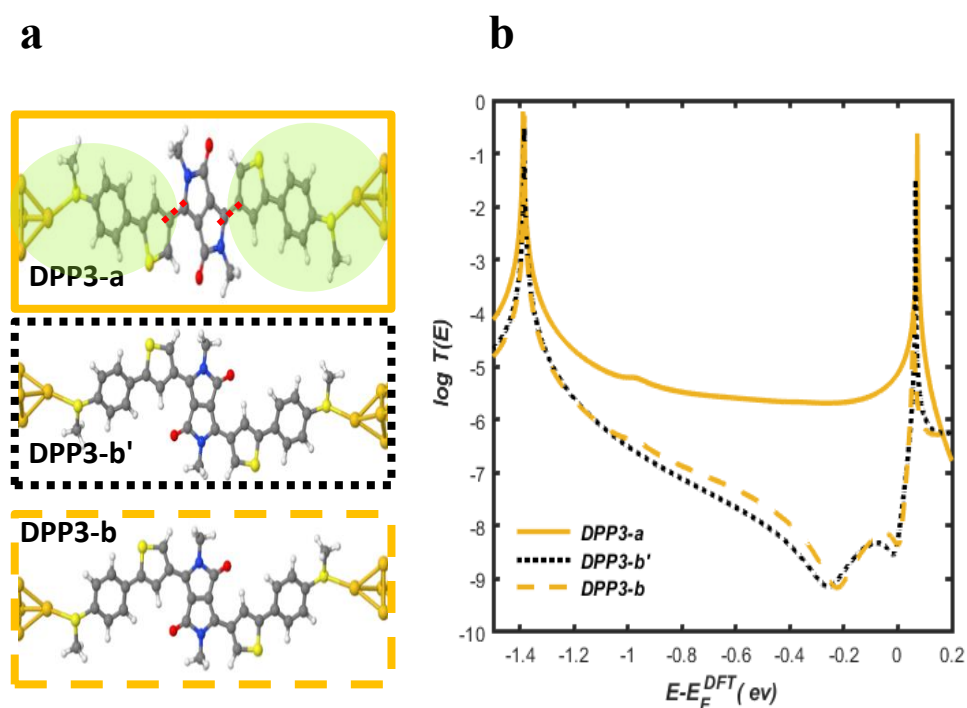 a
b
DPP3-a
DPP3-b'
DPP3-b
log T(E)
0
-1
-2
-3
-4
-5
-6
-7
-8
-9
-10
DPP3-a
DPP3-b'
DPP3-b
-1.4 -1.2 -1 -0.8 -0.6 -0.4 -0.2 0 0.2
E-E_F^DFT( ev)